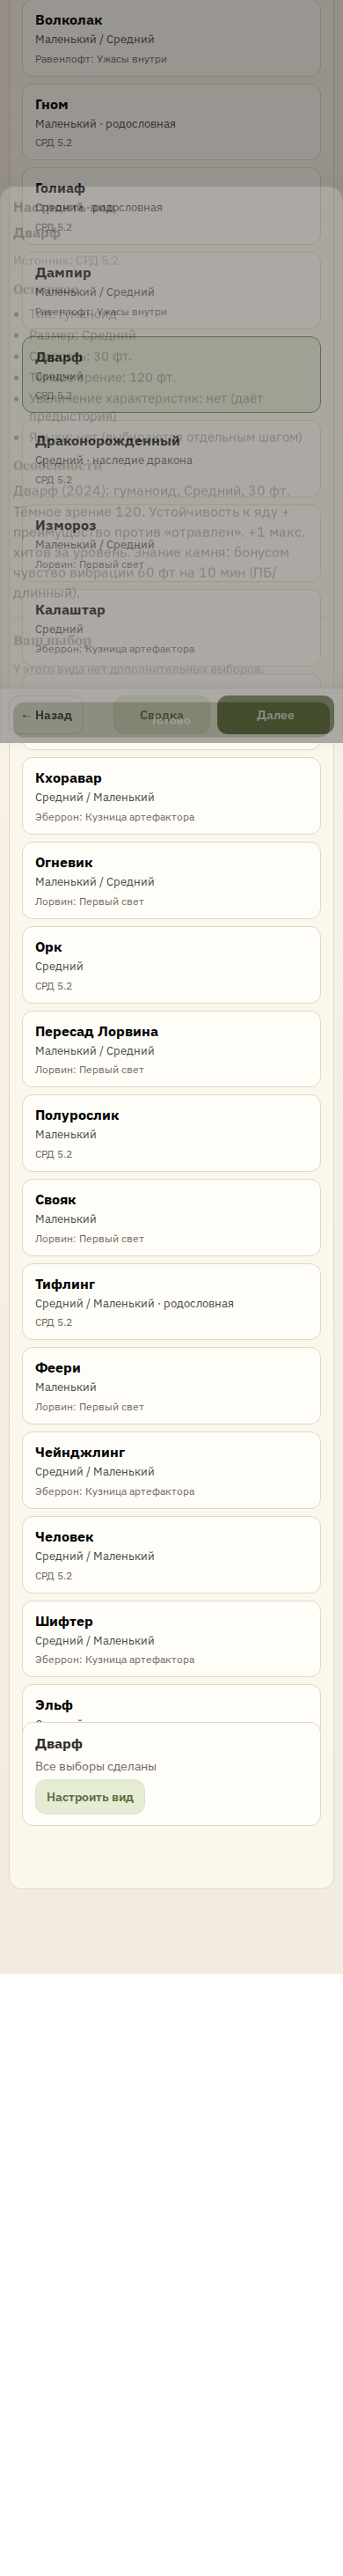 Волколак
Маленький / Средний
Равенлофт: Ужасы внутри
Гном
Маленький · родословная
СРД 5.2
Голиаф
Средний · родословная
СРД 5.2
Дампир
Маленький / Средний
Равенлофт: Ужасы внутри
Дварф
Средний
СРД 5.2
Драконорожденный
Средний · наследие дракона
СРД 5.2
Измороз
Маленький / Средний
Лорвин: Первый свет
Калаштар
Средний
Эберрон: Кузница артефактора
Дварф
Источник: СРД 5.2
Размер: Средний
30 фт.
зрение: 120 фт.
Увеличение характеристик: нет (даёт
предыстория)
отдельным шагом)
Особенности
Дварф (2024): гуманоид, Средний, 30 фт.
Тёмное зрение 120. Устойчивость к яду +
преимущество против «отравлен». +1 макс.
хитов за уровень. Знание камня: бонусом
чувство вибрации 60 фт на 10 мин (ПБ/
длинный).
Ваш выбор
У этого вида нет дополнительных выборов.
← Назад
Сводка
Готово
Далее
Кхоравар
Средний / Маленький
Эберрон: Кузница артефактора
Огневик
Маленький / Средний
Лорвин: Первый свет
Орк
Средний
СРД 5.2
Пересад Лорвина
Маленький / Средний
Лорвин: Первый свет
Полурослик
Маленький
СРД 5.2
Свояк
Маленький
Лорвин: Первый свет
Тифлинг
Средний / Маленький · родословная
СРД 5.2
Феери
Маленький
Лорвин: Первый свет
Чейнджлинг
Средний / Маленький
Эберрон: Кузница артефактора
Человек
Средний / Маленький
СРД 5.2
Шифтер
Средний / Маленький
Эберрон: Кузница артефактора
Эльф
Дварф
Все выборы сделаны
Настроить вид